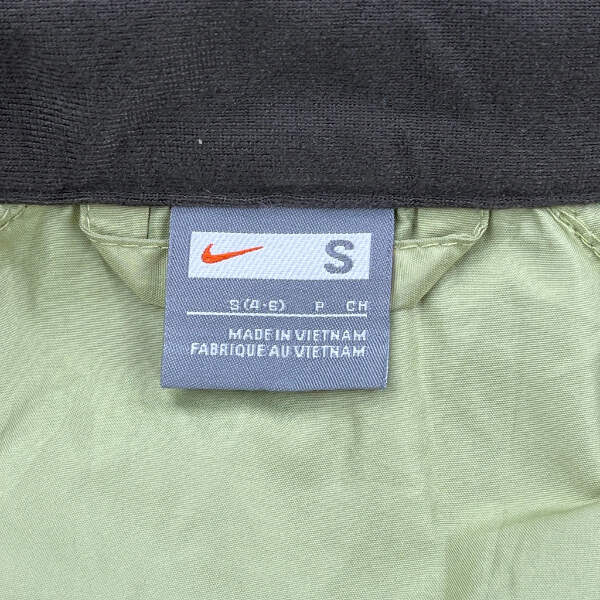 S
S (4-6) P CH
MADE IN VIETNAM
FABRIQUE AU VIETNAM